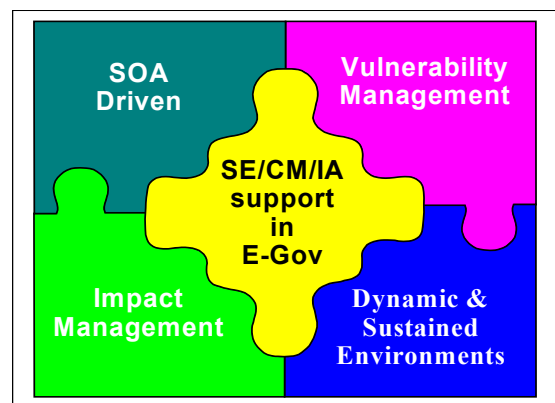 SOA
Driven
Vulnerability
Management
SE/CM/IA
support
in
E-Gov
Impact
Management
Dynamic &
Sustained
Environments